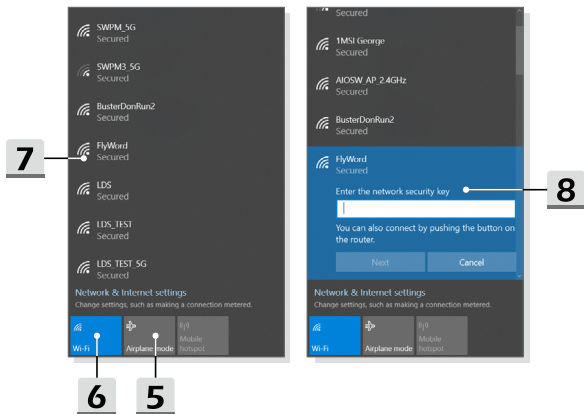 SWPM_5G
Secured
SWPM3_5G
Secured
BusterDonRun2
Secured
FlyWord
Secured
LDS
Secured
LDS_TEST
Secured
LDS_TEST_5G
Secured
Network & Internet settings
Change settings, such as making a connection metered.
Wi-Fi
Airplane mode
Mobile
hotspot
7
6
5
Secured
1MSI George
Secured
AIOSW_AP_2.4GHz
Secured
BusterDonRun2
Secured
FlyWord
Secured
Enter the network security key
You can also connect by pushing the button on
the router.
Next
Cancel
Network & Internet settings
Change settings, such as making a connection metered.
Wi-Fi
Airplane mode
Mobile
hotspot
8